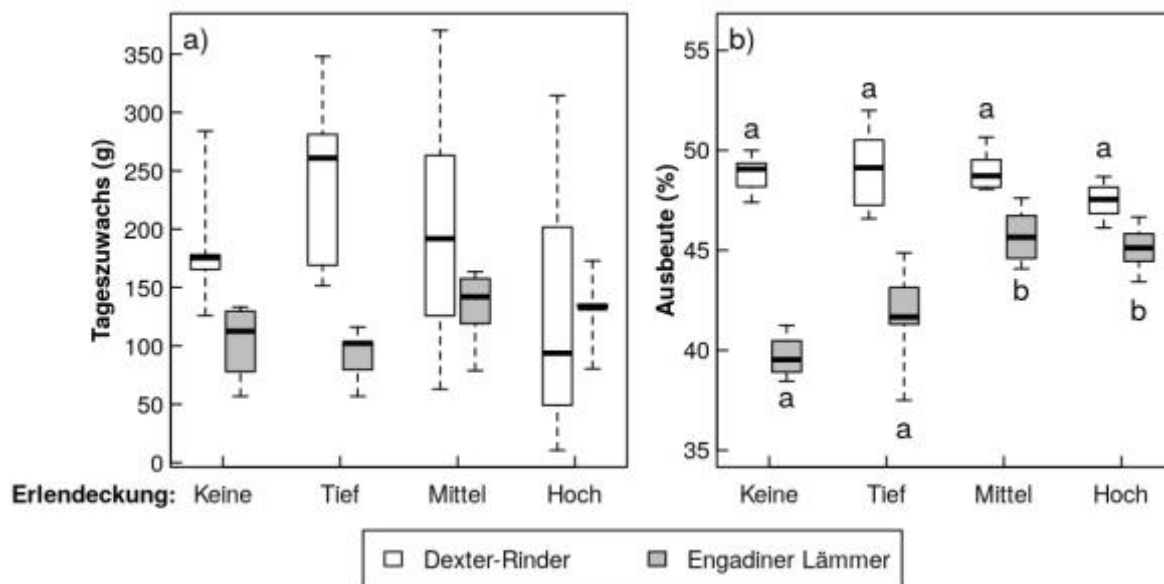 a)
Tageszuwachs (g)
350
300
250
200
150
100
50
0
b)
Ausbeute (%)
55
50
45
40
35
a
a
a
a
a
a
b
b
Erlendeckung: Keine Tief Mittel Hoch
Keine Tief Mittel Hoch
Dexter-Rinder Engadiner Lämmer